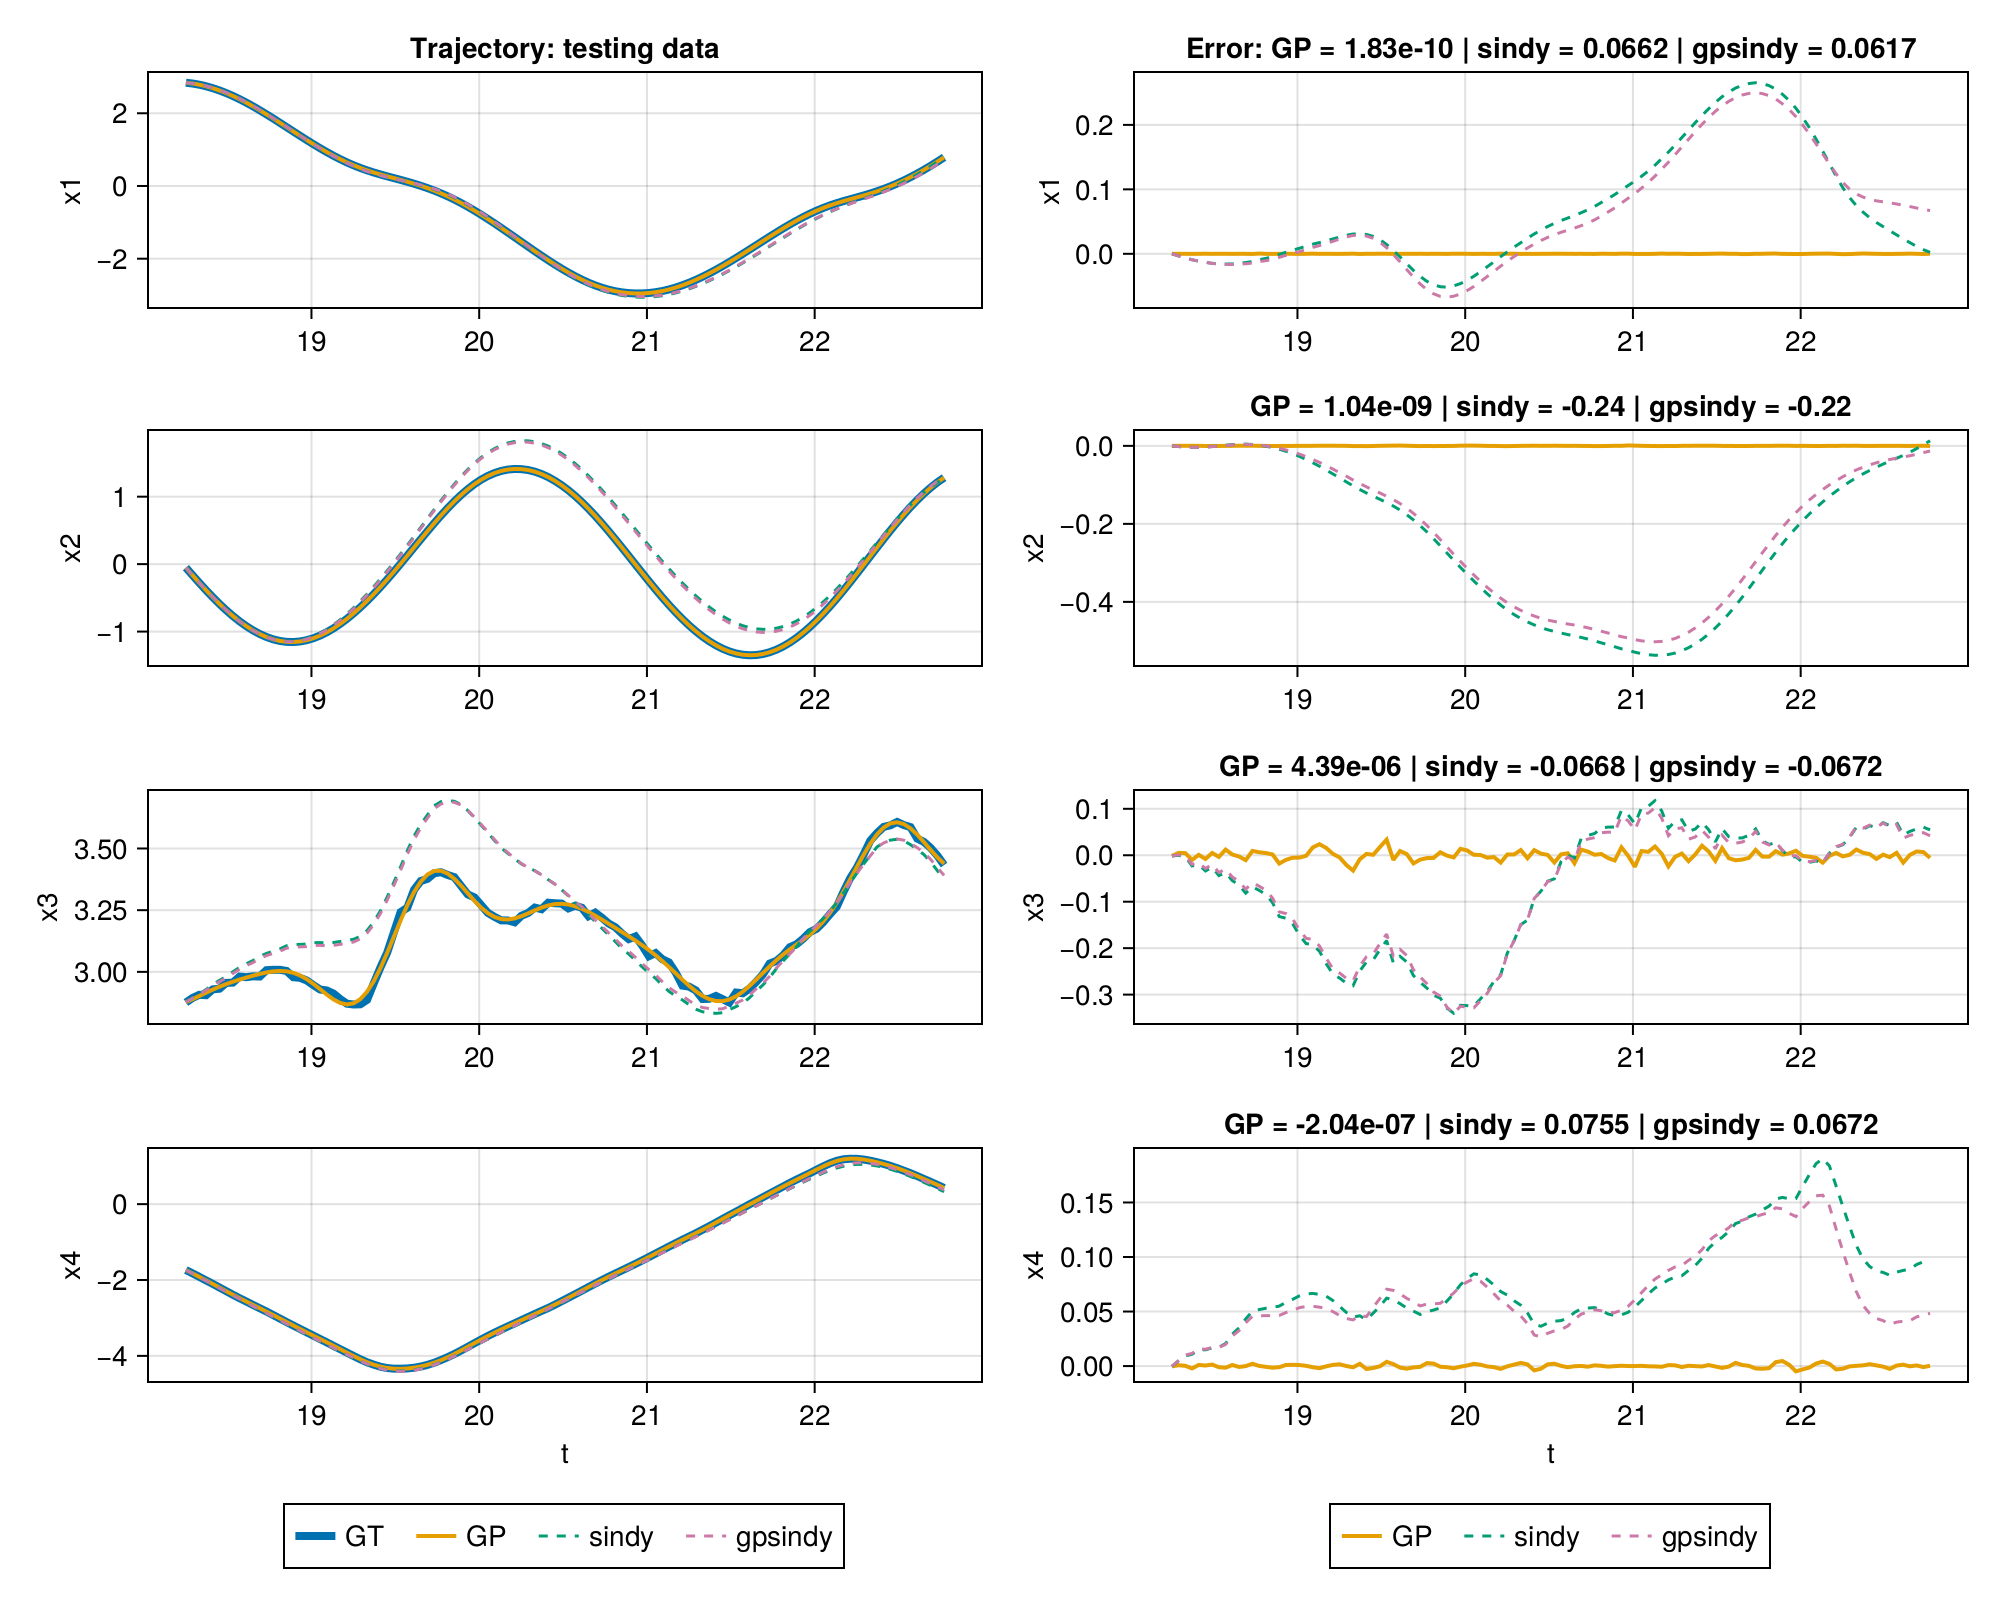 Trajectory: testing data
x1
2
0
−2
19 20 21 22
Error: GP = 1.83e-10 | sindy = 0.0662 | gpsindy = 0.0617
x1
0.2
0.1
0.0
19 20 21 22
x2
1
0
−1
19 20 21 22
GP = 1.04e-09 | sindy = -0.24 | gpsindy = -0.22
x2
0.0
−0.2
−0.4
19 20 21 22
x3
3.50
3.25
3.00
19 20 21 22
GP = 4.39e-06 | sindy = -0.0668 | gpsindy = -0.0672
x3
0.1
0.0
−0.1
−0.2
−0.3
19 20 21 22
x4
0
−2
−4
19 20 21 22
t
GP = -2.04e-07 | sindy = 0.0755 | gpsindy = 0.0672
x4
0.15
0.10
0.05
0.00
19 20 21 22
t
GT GP sindy gpsindy
GP sindy gpsindy